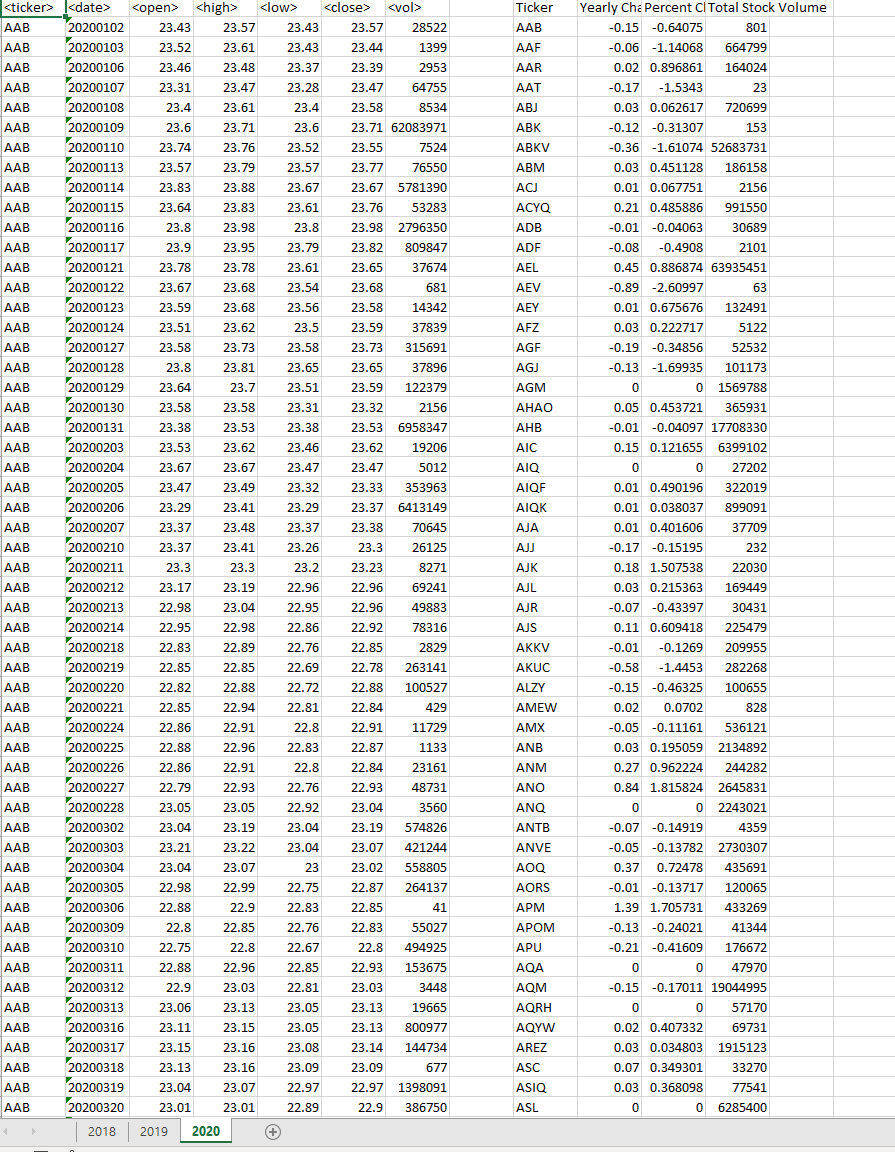 <ticker> <date> <open> <high> <low> <close> <vol> Ticker Yearly Cha Percent C Total Stock Volume
AAB 20200102 23.43 23.57 23.43 23.57 28522 AAB -0.15 -0.64075 801
AAB 20200103 23.52 23.61 23.43 23.44 1399 AAF -0.06 -1.14068 664799
AAB 20200106 23.46 23.48 23.37 23.39 2953 AAR 0.02 0.896861 164024
AAB 20200107 23.31 23.47 23.28 23.47 64755 AAT -0.17 -1.5343 23
AAB 20200108 23.4 23.61 23.4 23.58 8534 ABJ 0.03 0.062617 720699
AAB 20200109 23.6 23.71 23.6 23.71 62083971 ABK -0.12 -0.31307 153
AAB 20200110 23.74 23.76 23.52 23.55 7524 ABKV -0.36 -1.61074 52683731
AAB 20200113 23.57 23.79 23.57 23.77 76550 ABM 0.03 0.451128 186158
AAB 20200114 23.83 23.88 23.67 23.67 5781390 ACJ 0.01 0.067751 2156
AAB 20200115 23.64 23.83 23.61 23.76 53283 ACYQ 0.21 0.485886 991550
AAB 20200116 23.8 23.98 23.8 23.98 2796350 ADB -0.01 -0.04063 30689
AAB 20200117 23.9 23.95 23.79 23.82 809847 ADF -0.08 -0.4908 2101
AAB 20200121 23.78 23.78 23.61 23.65 37674 AEL 0.45 0.886874 63935451
AAB 20200122 23.67 23.68 23.54 23.68 681 AEV -0.89 -2.60997 63
AAB 20200123 23.59 23.68 23.56 23.58 14342 AEY 0.01 0.675676 132491
AAB 20200124 23.51 23.62 23.5 23.59 37839 AFZ 0.03 0.222717 5122
AAB 20200127 23.58 23.73 23.58 23.73 315691 AGF -0.19 -0.34856 52532
AAB 20200128 23.8 23.81 23.65 23.65 37896 AGJ -0.13 -1.69935 101173
AAB 20200129 23.64 23.7 23.51 23.59 122379 AGM 0 0 1569788
AAB 20200130 23.58 23.58 23.31 23.32 2156 AHAO 0.05 0.453721 365931
AAB 20200131 23.38 23.53 23.38 23.53 6958347 AHB -0.01 -0.04097 17708330
AAB 20200203 23.53 23.62 23.46 23.62 19206 AIC 0.15 0.121655 6399102
AAB 20200204 23.67 23.67 23.47 23.47 5012 AIQ 0 0 27202
AAB 20200205 23.47 23.49 23.32 23.33 353963 AIQF 0.01 0.490196 322019
AAB 20200206 23.29 23.41 23.29 23.37 6413149 AIQK 0.01 0.038037 899091
AAB 20200207 23.37 23.48 23.37 23.38 70645 AJA 0.01 0.401606 37709
AAB 20200210 23.37 23.41 23.26 23.3 26125 AJJ -0.17 -0.15195 232
AAB 20200211 23.3 23.3 23.2 23.23 8271 AJK 0.18 1.507538 22030
AAB 20200212 23.17 23.19 22.96 22.96 69241 AJL 0.03 0.215363 169449
AAB 20200213 22.98 23.04 22.95 22.96 49883 AJR -0.07 -0.43397 30431
AAB 20200214 22.95 22.98 22.86 22.92 78316 AJS 0.11 0.609418 225479
AAB 20200218 22.83 22.89 22.76 22.85 2829 AKKV -0.01 -0.1269 209955
AAB 20200219 22.85 22.85 22.69 22.78 263141 AKUC -0.58 -1.4453 282268
AAB 20200220 22.82 22.88 22.72 22.88 100527 ALZY -0.15 -0.46325 100655
AAB 20200221 22.85 22.94 22.81 22.84 429 AMEW 0.02 0.0702 828
AAB 20200224 22.86 22.91 22.8 22.91 11729 AMX -0.05 -0.11161 536121
AAB 20200225 22.88 22.96 22.83 22.87 1133 ANB 0.03 0.195059 2134892
AAB 20200226 22.86 22.91 22.8 22.84 23161 ANM 0.27 0.962224 244282
AAB 20200227 22.79 22.93 22.76 22.93 48731 ANO 0.84 1.815824 2645831
AAB 20200228 23.05 23.05 22.92 23.04 3560 ANQ 0 0 2243021
AAB 20200302 23.04 23.19 23.04 23.19 574826 ANTB -0.07 -0.14919 4359
AAB 20200303 23.21 23.22 23.04 23.07 421244 ANVE -0.05 -0.13782 2730307
AAB 20200304 23.04 23.07 23 23.02 558805 AOQ 0.37 0.72478 435691
AAB 20200305 22.98 22.99 22.75 22.87 264137 AORS -0.01 -0.13717 120065
AAB 20200306 22.88 22.9 22.83 22.85 41 APM 1.39 1.705731 433269
AAB 20200309 22.8 22.85 22.76 22.83 55027 APOM -0.13 -0.24021 41344
AAB 20200310 22.75 22.8 22.67 22.8 494925 APU -0.21 -0.41609 176672
AAB 20200311 22.88 22.96 22.85 22.93 153675 AQA 0 0 47970
AAB 20200312 22.9 23.03 22.81 23.03 3448 AQM -0.15 -0.17011 19044995
AAB 20200313 23.06 23.13 23.05 23.13 19665 AQRH 0 0 57170
AAB 20200316 23.11 23.15 23.05 23.13 800977 AQYW 0.02 0.407332 69731
AAB 20200317 23.15 23.16 23.08 23.14 144734 AREZ 0.03 0.034803 1915123
AAB 20200318 23.13 23.16 23.09 23.09 677 ASC 0.07 0.349301 33270
AAB 20200319 23.04 23.07 22.97 22.97 1398091 ASIQ 0.03 0.368098 77541
AAB 20200320 23.01 23.01 22.89 22.9 386750 ASL 0 0 6285400
2018 2019 2020